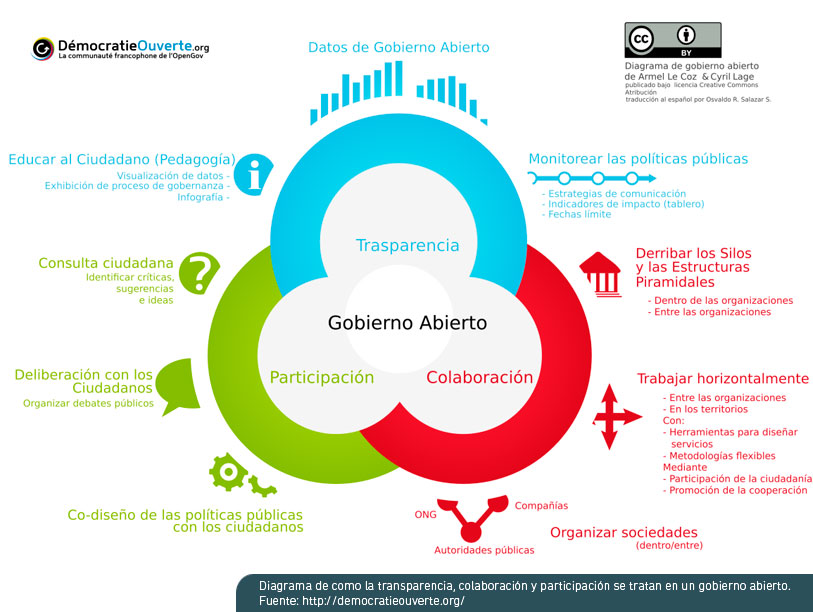 DémocratieOuverte.org
La communauté francophone de l'OpenGov
Datos de Gobierno Abierto
cc
BY
Diagrama de gobierno abierto
de Armel Le Coz & Cyril Lage
publicado bajo licencia Creative Commons
Atribución
traducción al español por Osvaldo R. Salazar S.
Educar al Ciudadano (Pedagogía)
Visualización de datos -
Exhibición de proceso de gobernanza -
Infografía -
i
Monitorear las políticas públicas
- Estrategias de comunicación
- Indicadores de impacto (tablero)
- Fechas límite
Trasparencia
Consulta ciudadana
Identificar críticas,
sugerencias
e ideas
?
Derribar los Silos
y las Estructuras
Piramidales
- Dentro de las organizaciones
- Entre las organizaciones
Gobierno Abierto
Participación
Colaboración
Deliberación con los
Ciudadanos
Organizar debates públicos
Trabajar horizontalmente
- Entre las organizaciones
- En los territorios
Con:
- Herramientas para diseñar
servicios
- Metodologías flexibles
Mediante
- Participación de la ciudadanía
- Promoción de la cooperación
Co-diseño de las políticas públicas
con los ciudadanos
ONG
Compañías
Autoridades públicas
Organizar sociedades
(dentro/entre)
Diagrama de como la transparencia, colaboración y participación se tratan en un gobierno abierto.
Fuente: http://democratieouverte.org/